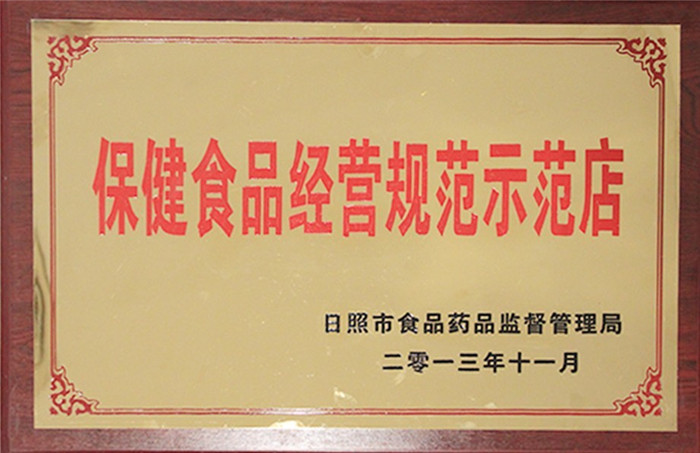 保健食品经营规范示范店
日照市食品药品监督管理局
二零一三年十一月